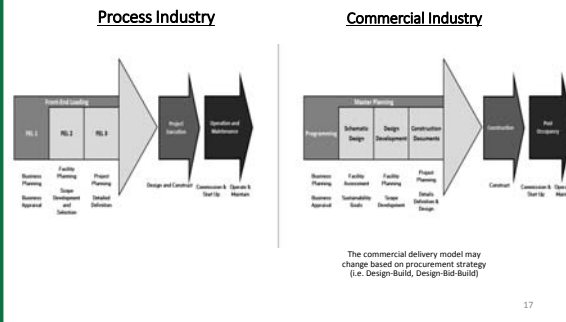 Process Industry
Commercial Industry
Front-End Loading
FEL 1
FEL 2
FEL 3
Project
Execution
Operation and
Maintenance
Business
Planning
Business
Appraisal
Facility
Planning
Scope
Development
and
Selection
Project
Planning
Detailed
Definition
Design and Construct
Commission &
Start Up
Operate &
Maintain
Master Planning
Programming
Schematic
Design
Design
Development
Construction
Documents
Construction
Post
Occupancy
Business
Planning
Business
Appraisal
Facility
Assessment
Sustainability
Goals
Facility
Planning
Scope
Development
Project
Planning
Details
Definition &
Design
Construct
Commission &
Start Up
Operate &
Maintain
The commercial delivery model may
change based on procurement strategy
(i.e. Design-Build, Design-Bid-Build)
17